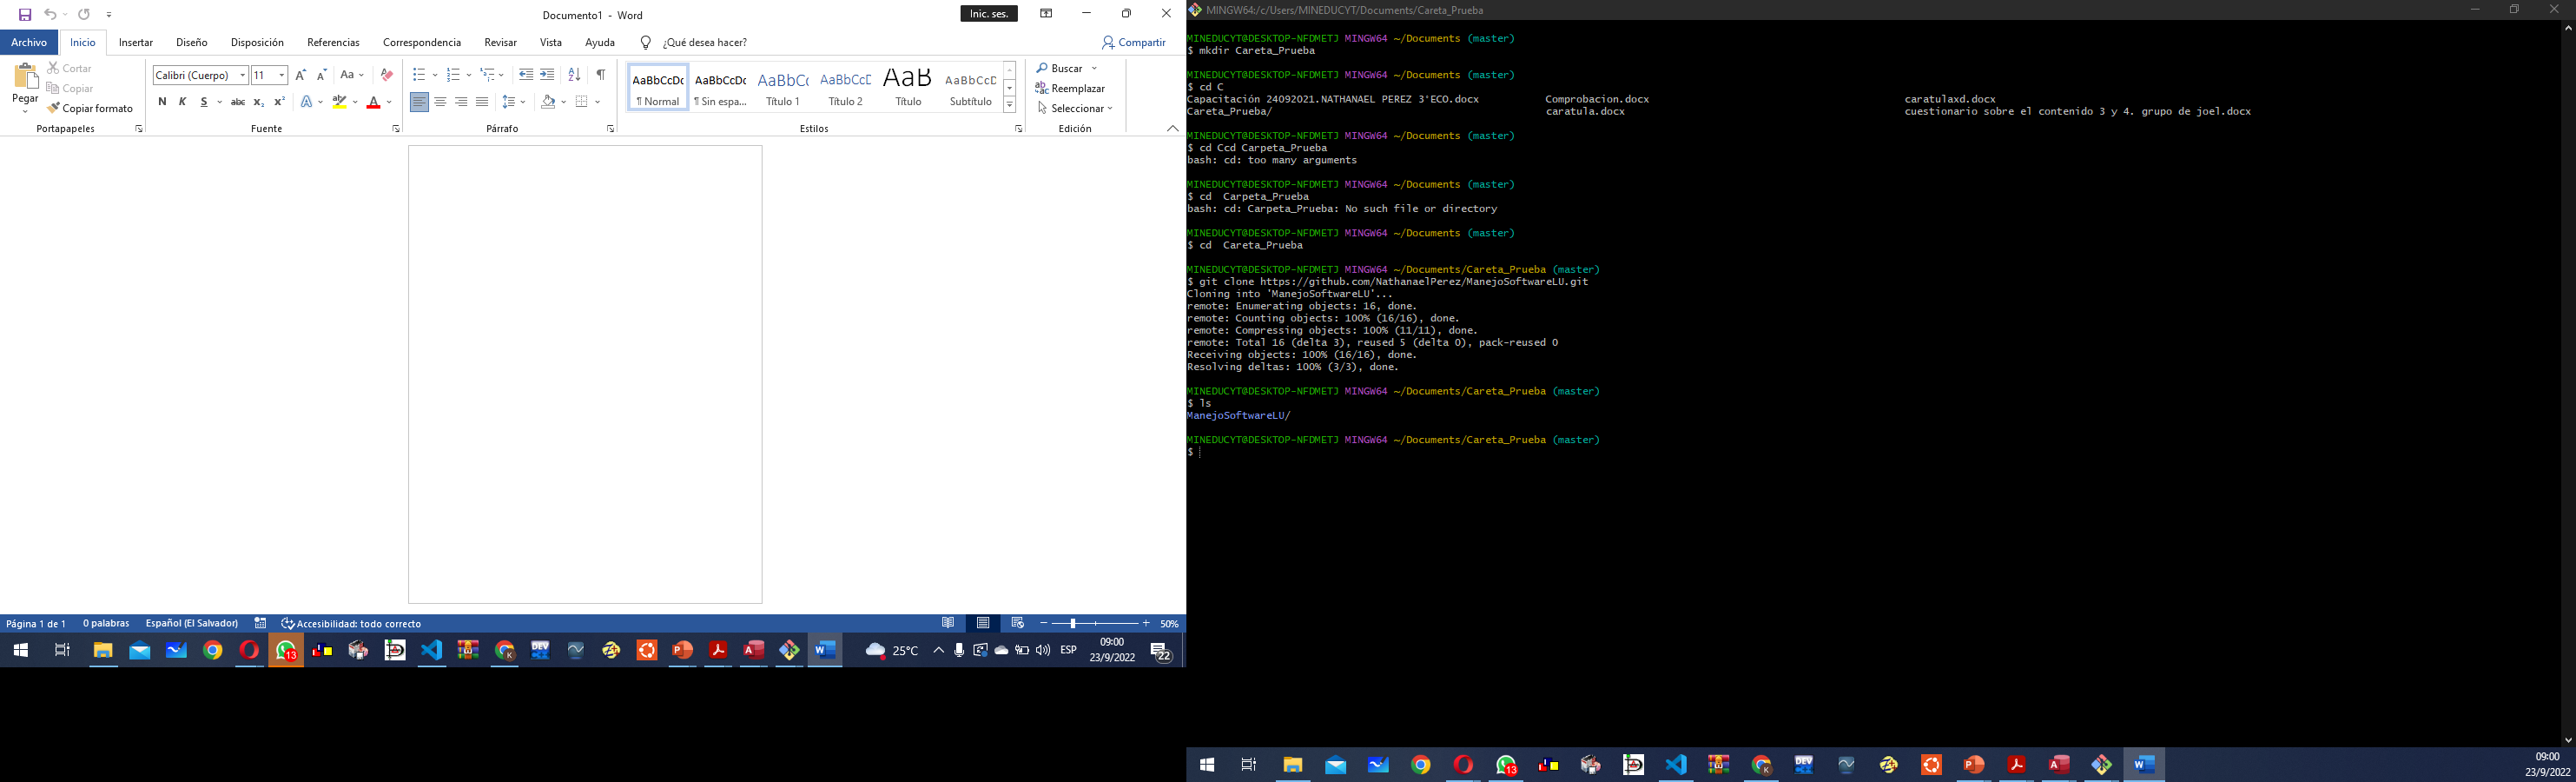 Documento1 - Word
Inic. ses.
Archivo
Inicio
Insertar
Diseño
Disposición
Referencias
Correspondencia
Revisar
Vista
Ayuda
¿Qué desea hacer?
Compartir
Pegar
Cortar
Copiar
Copiar formato
Portapapeles
Calibri (Cuerpo)
11
Aa
N K S abc x₂ x²
Fuente
Párrafo
AaBbCcDc
¶ Normal
AaBbCcDc
¶ Sin espa...
AaBbCc
Título 1
AaBbCcE
Título 2
AaB
Título
AaBbCcD
Subtítulo
Estilos
Buscar
Reemplazar
Seleccionar
Edición
Página 1 de 1
0 palabras
Español (El Salvador)
Accesibilidad: todo correcto
50%
13
25°C
ESP
09:00
23/9/2022
22
MINGW64:/c/Users/MINEDUCYT/Documents/Careta_Prueba
MINEDUCYT@DESKTOP-NFDMETJ MINGW64 ~/Documents (master)
$ mkdir Careta_Prueba
MINEDUCYT@DESKTOP-NFDMETJ MINGW64 ~/Documents (master)
$ cd C
Capacitación 24092021.NATHANAEL PEREZ 3'ECO.docx Comprobacion.docx caratulaxd.docx
Careta_Prueba/ caratula.docx cuestionario sobre el contenido 3 y 4. grupo de joel.docx
MINEDUCYT@DESKTOP-NFDMETJ MINGW64 ~/Documents (master)
$ cd Ccd Carpeta_Prueba
bash: cd: too many arguments
MINEDUCYT@DESKTOP-NFDMETJ MINGW64 ~/Documents (master)
$ cd  Carpeta_Prueba
bash: cd: Carpeta_Prueba: No such file or directory
MINEDUCYT@DESKTOP-NFDMETJ MINGW64 ~/Documents (master)
$ cd  Careta_Prueba
MINEDUCYT@DESKTOP-NFDMETJ MINGW64 ~/Documents/Careta_Prueba (master)
$ git clone https://github.com/NathanaelPerez/ManejoSoftwareLU.git
Cloning into 'ManejoSoftwareLU'...
remote: Enumerating objects: 16, done.
remote: Counting objects: 100% (16/16), done.
remote: Compressing objects: 100% (11/11), done.
remote: Total 16 (delta 3), reused 5 (delta 0), pack-reused 0
Receiving objects: 100% (16/16), done.
Resolving deltas: 100% (3/3), done.
MINEDUCYT@DESKTOP-NFDMETJ MINGW64 ~/Documents/Careta_Prueba (master)
$ ls
ManejoSoftwareLU/
MINEDUCYT@DESKTOP-NFDMETJ MINGW64 ~/Documents/Careta_Prueba (master)
$
13
09:00
23/9/2022